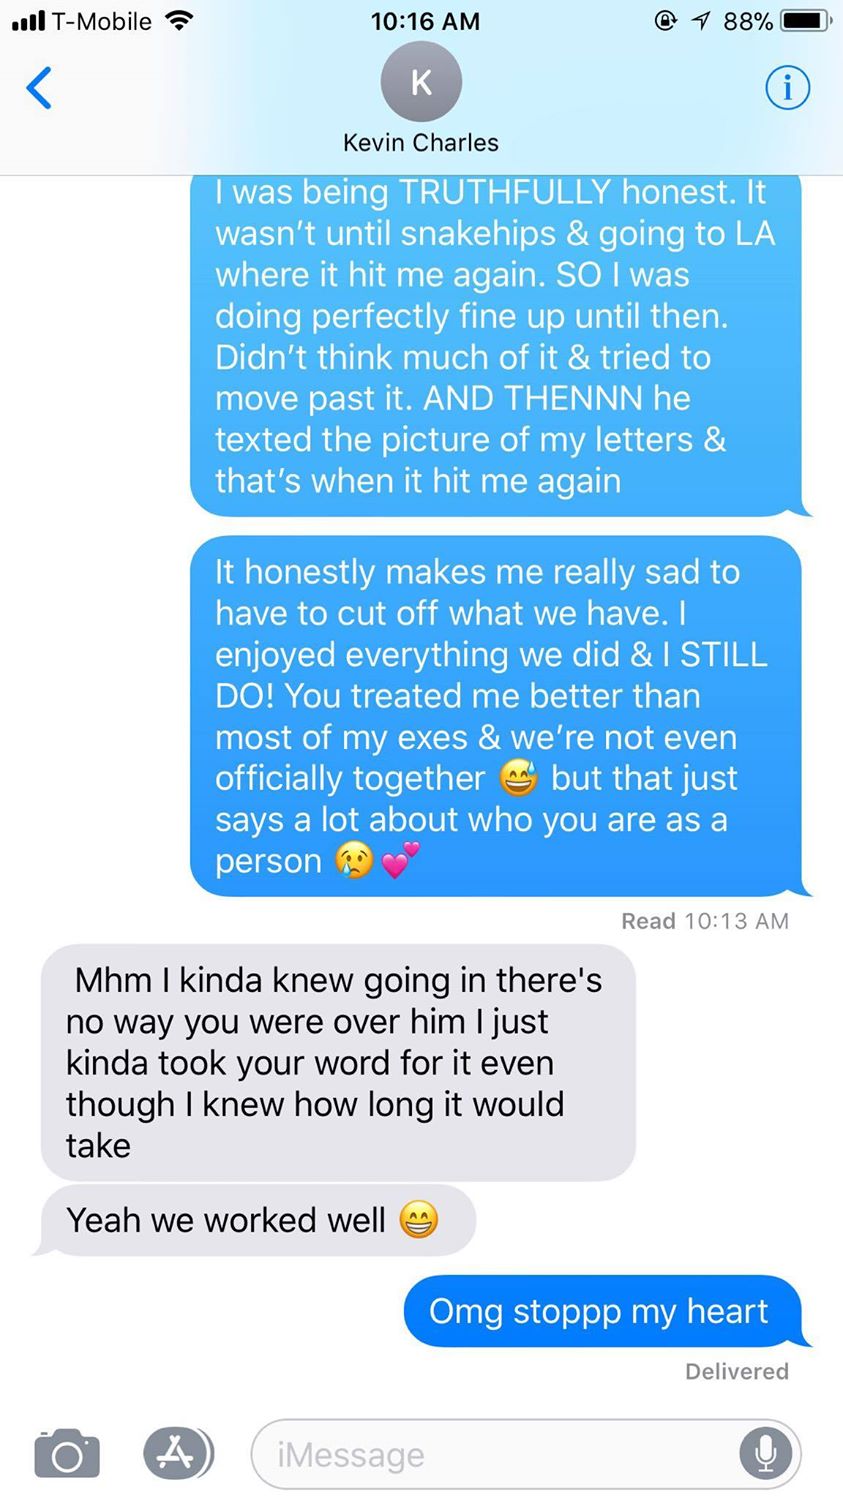 T-Mobile 10:16 AM 88%
K
Kevin Charles
I was being TRUTHFULLY honest. It
wasn't until snakehips & going to LA
where it hit me again. SO I was
doing perfectly fine up until then.
Didn't think much of it & tried to
move past it. AND THENNN he
texted the picture of my letters &
that's when it hit me again
It honestly makes me really sad to
have to cut off what we have. I
enjoyed everything we did & I STILL
DO! You treated me better than
most of my exes & we're not even
officially together 😅 but that just
says a lot about who you are as a
person 😢 💕
Read 10:13 AM
Mhm I kinda knew going in there's
no way you were over him I just
kinda took your word for it even
though I knew how long it would
take
Yeah we worked well 😁
Omg stoppp my heart
Delivered
iMessage